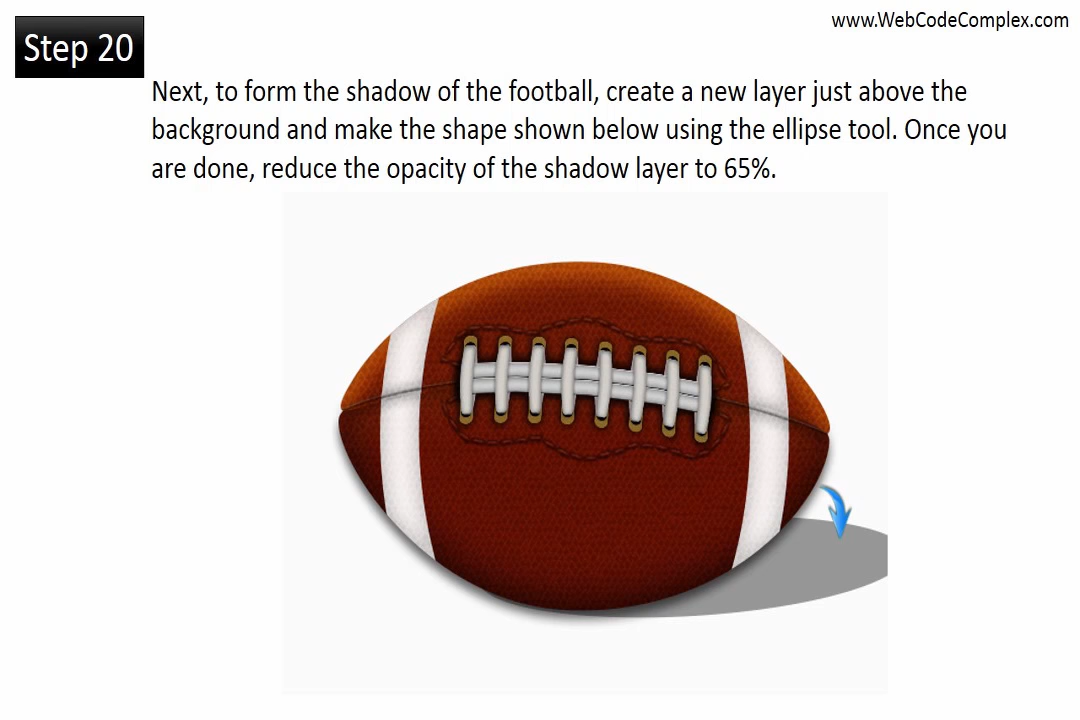 www.WebCodeComplex.com
Step 20
Next, to form the shadow of the football, create a new layer just above the
background and make the shape shown below using the ellipse tool. Once you
are done, reduce the opacity of the shadow layer to 65%.